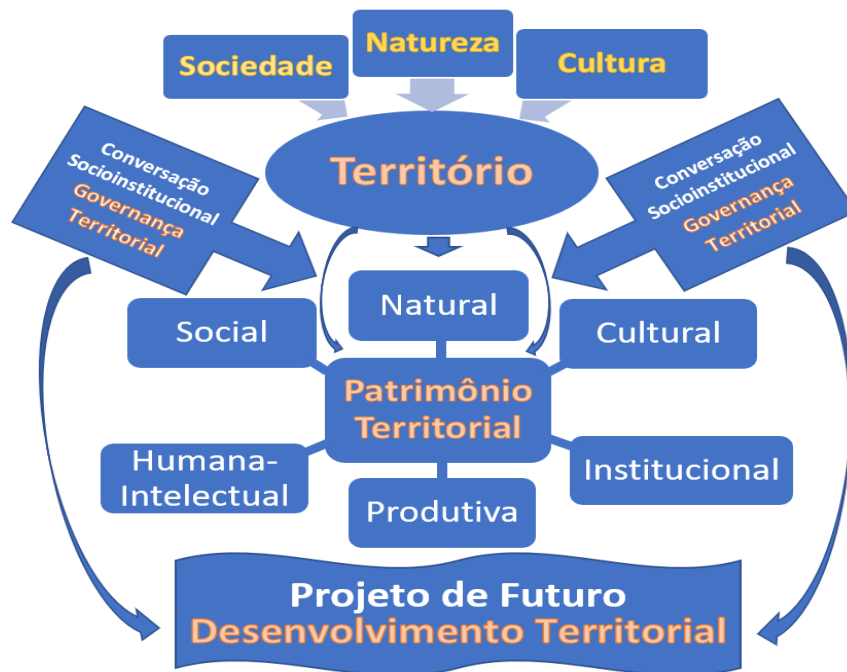 Sociedade
Natureza
Cultura
Território
Conversação
Socioinstitucional
Governança
Territorial
Conversação
Socioinstitucional
Governança
Territorial
Natural
Social
Cultural
Patrimônio
Territorial
Humana-
Intelectual
Institucional
Produtiva
Projeto de Futuro
Desenvolvimento Territorial